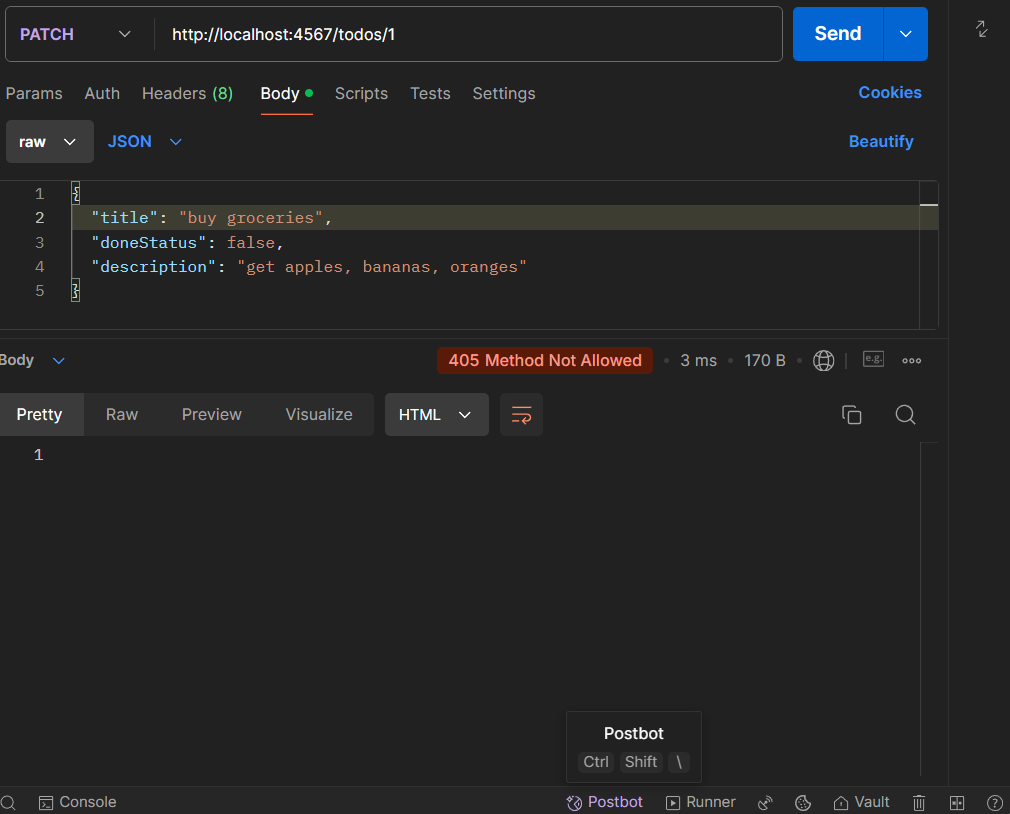 PATCH http://localhost:4567/todos/1 Send
Params Auth Headers (8) Body Scripts Tests Settings Cookies
raw JSON Beautify
1 {
2 "title": "buy groceries",
3 "doneStatus": false,
4 "description": "get apples, bananas, oranges"
5 }
Body 405 Method Not Allowed 3 ms 170 B e.g.
Pretty Raw Preview Visualize HTML
1
Postbot
Ctrl Shift \
Console Postbot Runner Vault